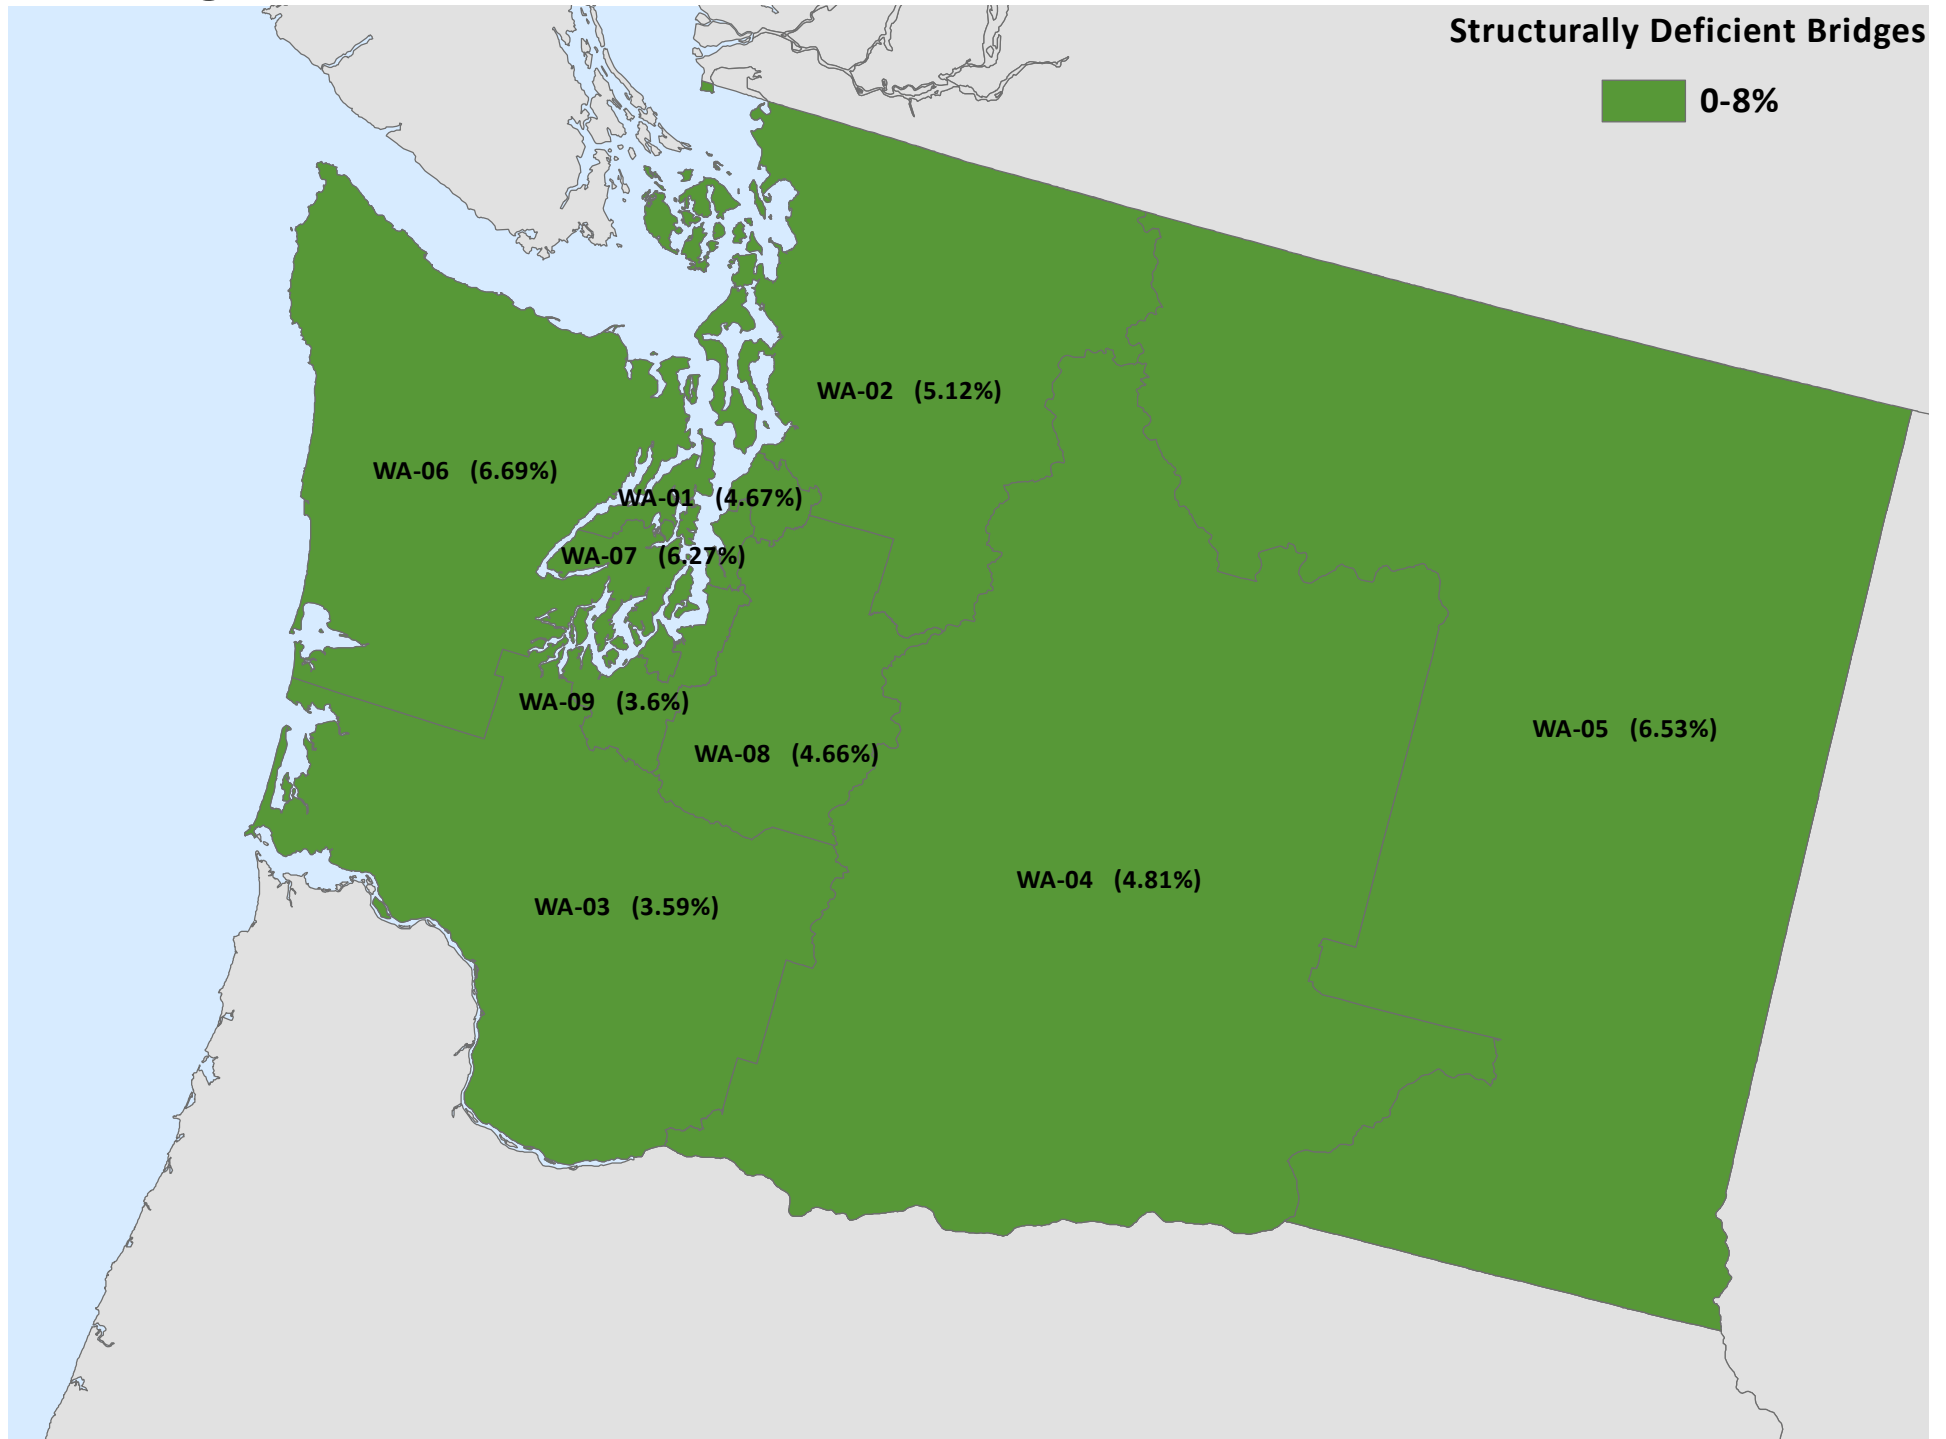 Structurally Deficient Bridges
0-8%
WA-02 (5.12%)
WA-06 (6.69%)
WA-01 (4.67%)
WA-07 (6.27%)
WA-09 (3.6%)
WA-05 (6.53%)
WA-08 (4.66%)
WA-04 (4.81%)
WA-03 (3.59%)